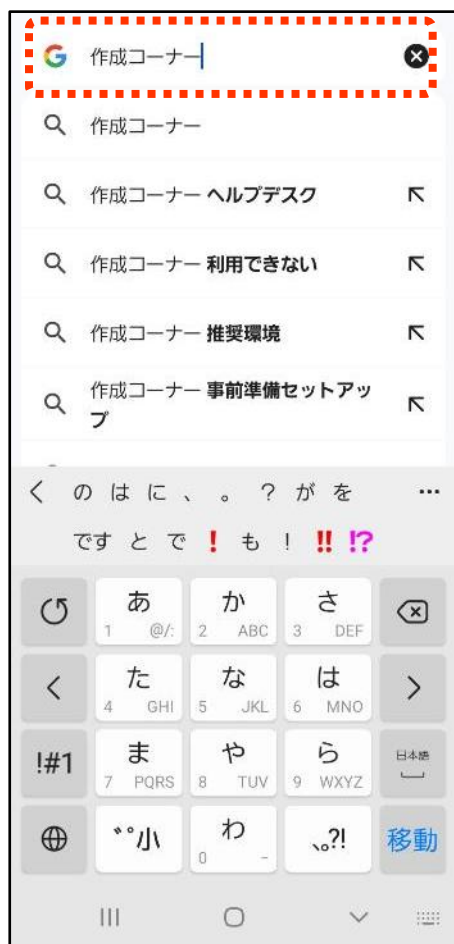 作成コーナー
作成コーナー
作成コーナー ヘルプデスク
作成コーナー 利用できない
作成コーナー 推奨環境
作成コーナー 事前準備セットアッ
プ
の は に 、 。 ? が を ...
です と で ❗ も ! ‼ ⁉
あ 1 @/: か 2 ABC さ 3 DEF
た 4 GHI な 5 JKL は 6 MNO
!#1 ま 7 PQRS や 8 TUV ら 9 WXYZ 日本語
゛゜小 わ 0 - 、。?! 移動